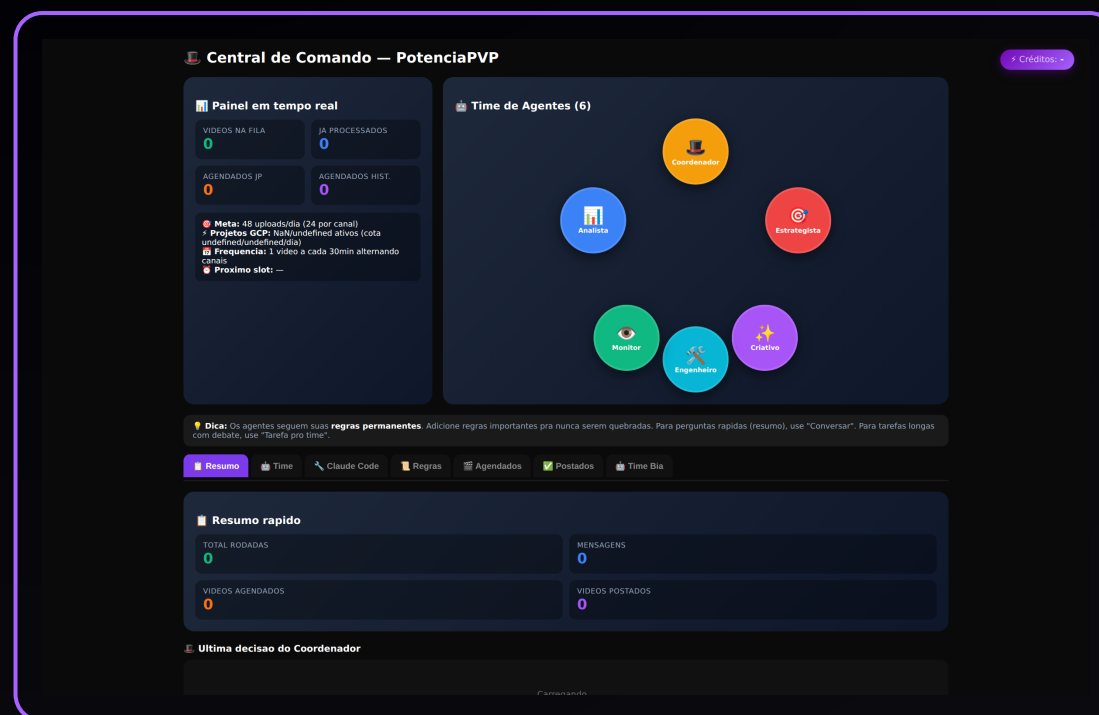 Central de Comando — PotenciaPVP
⚡ Créditos: -
📊 Painel em tempo real
VIDEOS NA FILA
0
JA PROCESSADOS
0
AGENDADOS JP
0
AGENDADOS HIST.
0
🎯 Meta: 48 uploads/dia (24 por canal)
⚡ Projetos GCP: NaN/undefined ativos (cota
undefined/undefined/dia)
📅 Frequencia: 1 video a cada 30min alternando
canais
⏰ Proximo slot: —
🤖 Time de Agentes (6)
Coordenador
Analista
Estrategista
Monitor
Engenheiro
Criativo
💡 Dica: Os agentes seguem suas regras permanentes. Adicione regras importantes pra nunca serem quebradas. Para perguntas rapidas (resumo), use "Conversar". Para tarefas longas
com debate, use "Tarefa pro time".
📋 Resumo
🤖 Time
🔧 Claude Code
📜 Regras
🎬 Agendados
✅ Postados
🤖 Time Bia
📋 Resumo rapido
TOTAL RODADAS
0
MENSAGENS
0
VIDEOS AGENDADOS
0
VIDEOS POSTADOS
0
🎩 Ultima decisao do Coordenador
Carregando